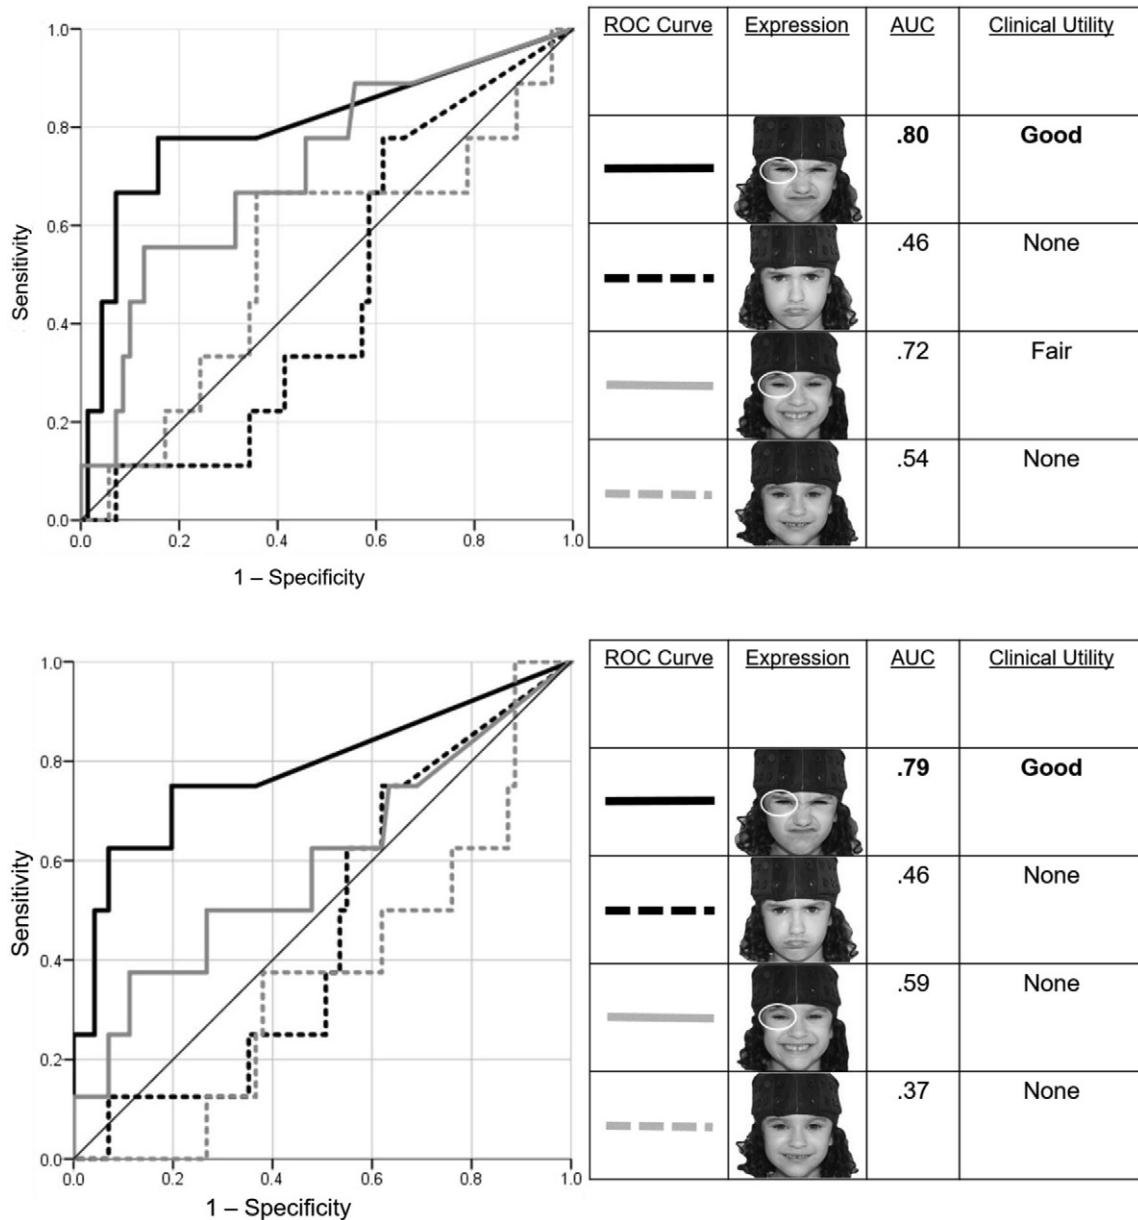 1.0
0.8
0.6
0.4
0.2
0.0
Sensitivity
0.0 0.2 0.4 0.6 0.8 1.0
1 – Specificity
ROC Curve Expression AUC Clinical Utility
.80 Good
.46 None
.72 Fair
.54 None
1.0
0.8
0.6
0.4
0.2
0.0
Sensitivity
0.0 0.2 0.4 0.6 0.8 1.0
1 – Specificity
ROC Curve Expression AUC Clinical Utility
.79 Good
.46 None
.59 None
.37 None